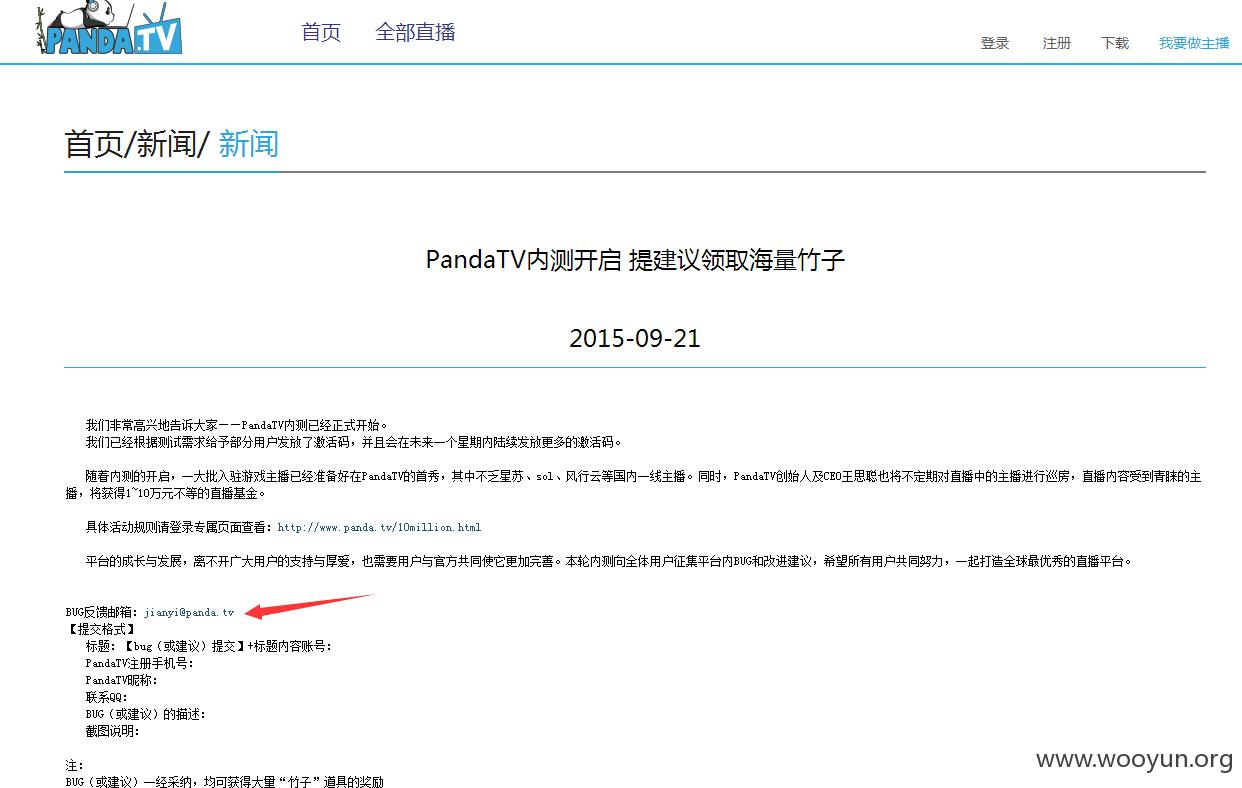 PANDA.TV
首页 全部直播
登录 注册 下载 我要做主播
首页/新闻/ 新闻
PandaTV内测开启 提建议领取海量竹子
2015-09-21
我们非常高兴地告诉大家——PandaTV内测已经正式开始。
我们已经根据测试需求给予部分用户发放了激活码，并且会在未来一个星期内陆续发放更多的激活码。
随着内测的开启，一大批入驻游戏主播已经准备好在PandaTV的首秀，其中不乏星苏、sol、风行云等国内一线主播。同时，PandaTV创始人及CEO王思聪也将不定期对直播中的主播进行巡房，直播内容受到青睐的主
播，将获得1~10万元不等的直播基金。
具体活动规则请登录专属页面查看：http://www.panda.tv/10million.html
平台的成长与发展，离不开广大用户的支持与厚爱，也需要用户与官方共同使它更加完善。本轮内测向全体用户征集平台内BUG和改进建议，希望所有用户共同努力，一起打造全球最优秀的直播平台。
BUG反馈邮箱：jianyi@panda.tv
【提交格式】
标题：【bug（或建议）提交】+标题内容账号：
PandaTV注册手机号：
PandaTV昵称：
联系QQ：
BUG（或建议）的描述：
截图说明：
注：
BUG（或建议）一经采纳，均可获得大量“竹子”道具的奖励
www.wooyun.org